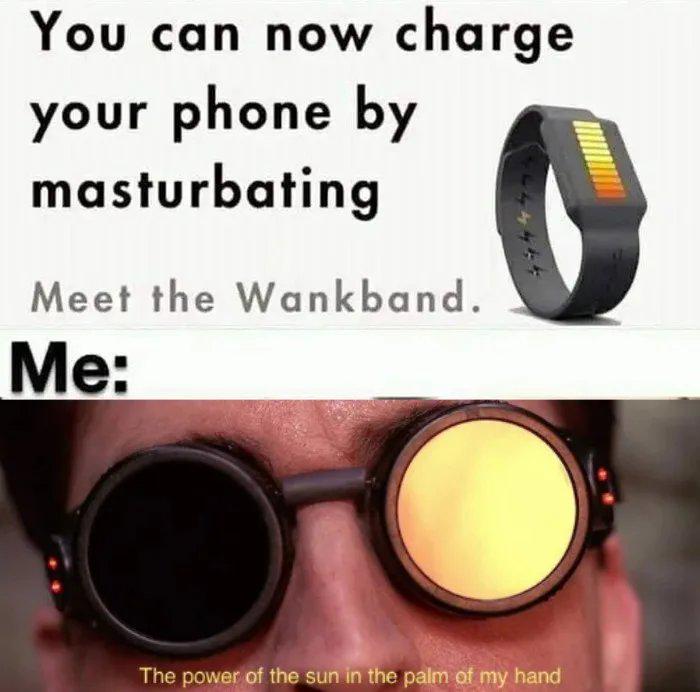 You can now charge
your phone by
masturbating
Meet the Wankband.
Me:
The power of the sun in the palm of my hand